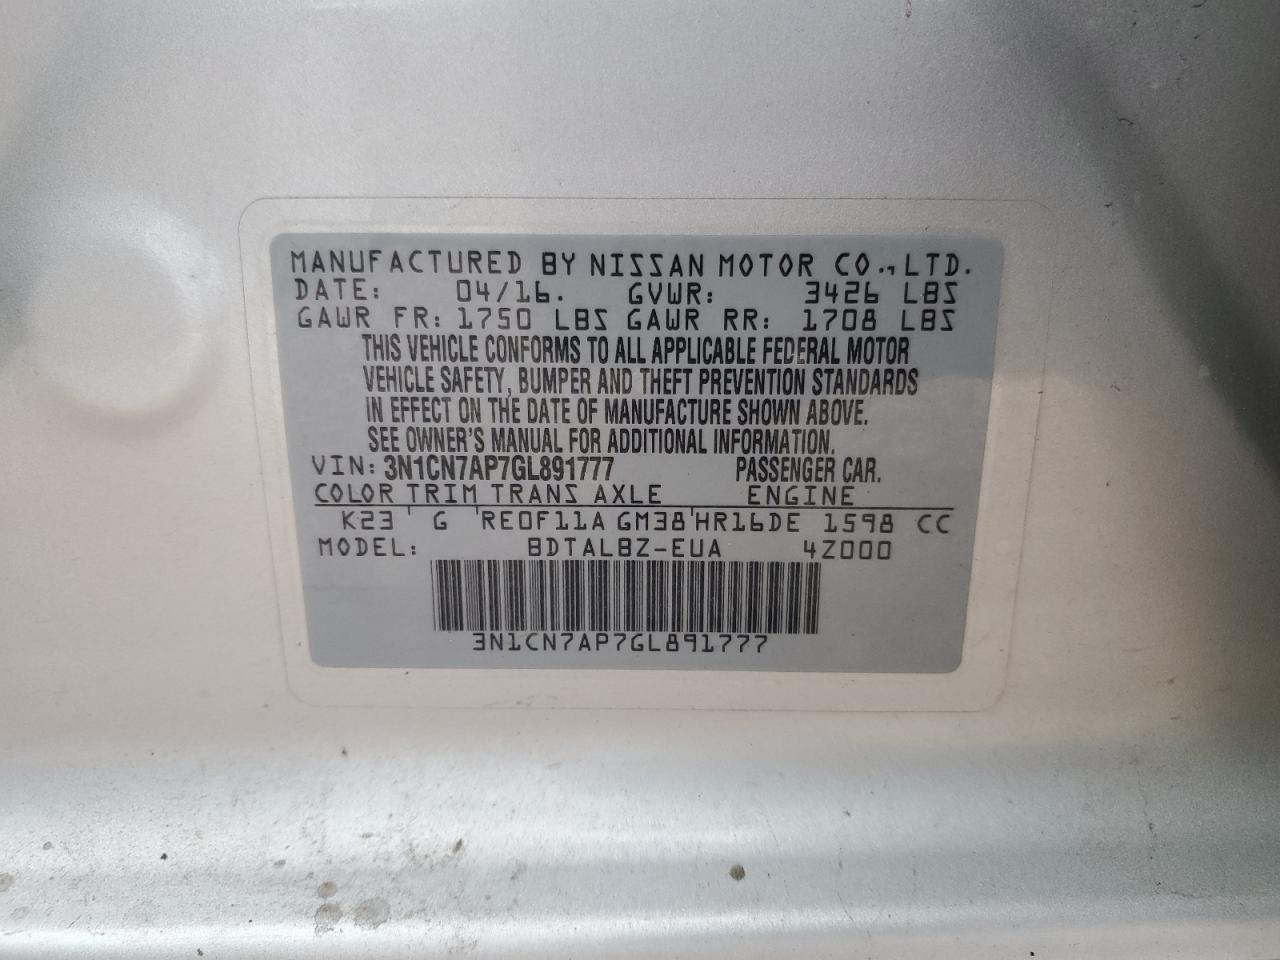 MANUFACTURED BY NISSAN MOTOR CO., LTD.
DATE: 04/16. GVWR: 3426 LBS
GAWR FR: 1750 LBS GAWR RR: 1708 LBS
THIS VEHICLE CONFORMS TO ALL APPLICABLE FEDERAL MOTOR
VEHICLE SAFETY, BUMPER AND THEFT PREVENTION STANDARDS
IN EFFECT ON THE DATE OF MANUFACTURE SHOWN ABOVE.
SEE OWNER'S MANUAL FOR ADDITIONAL INFORMATION.
VIN: 3N1CN7AP7GL891777 PASSENGER CAR.
COLOR TRIM TRANS AXLE ENGINE
K23 G RE0F11A GM38 HR16DE 1598 CC
MODEL: BDTALBZ-EUA 4Z000
3N1CN7AP7GL891777